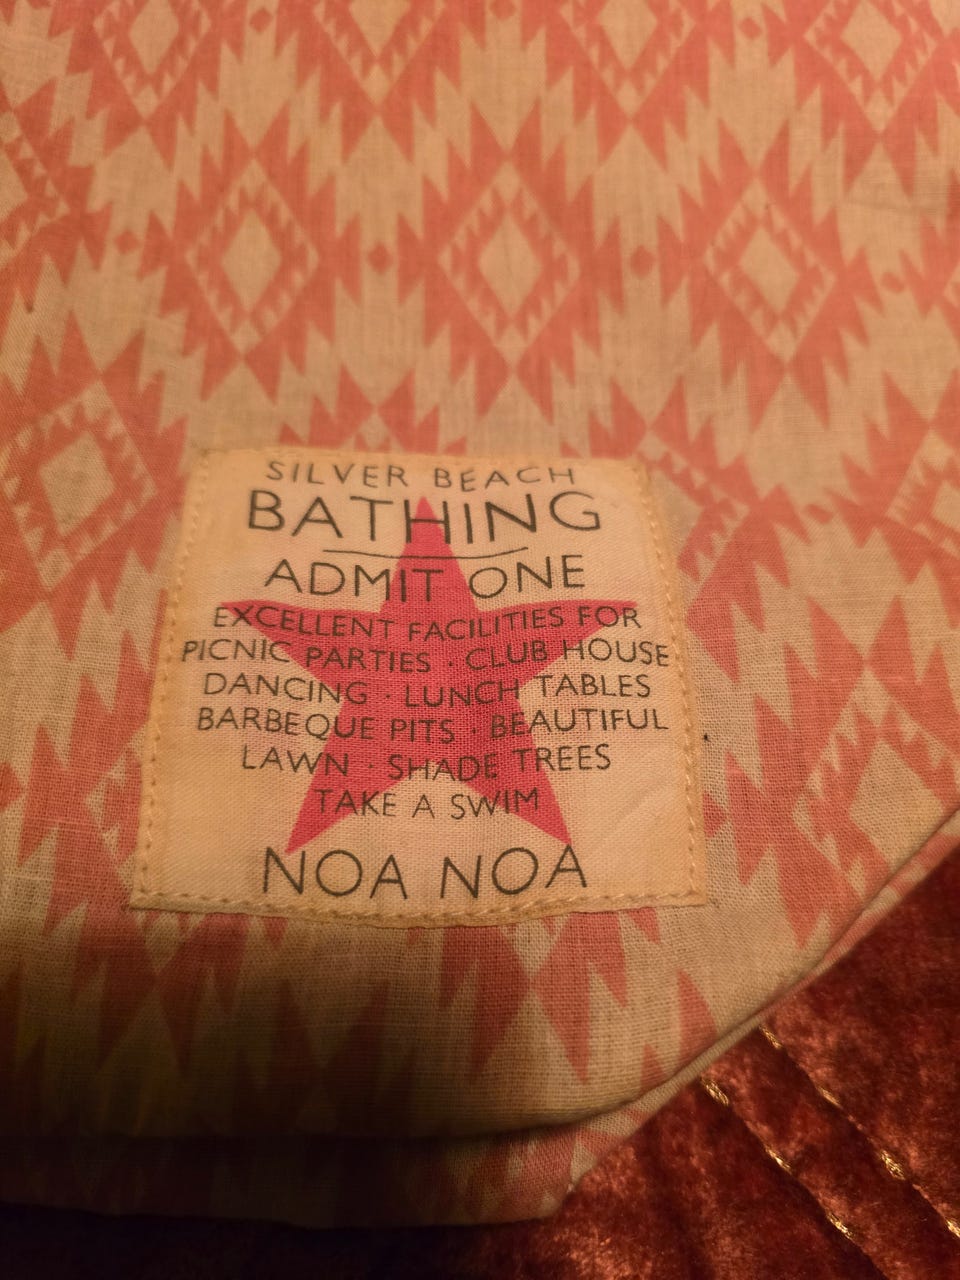 SILVER BEACH
BATHING
ADMIT ONE
EXCELLENT FACILITIES FOR
PICNIC PARTIES · CLUB HOUSE
DANCING · LUNCH TABLES
BARBEQUE PITS · BEAUTIFUL
LAWN · SHADE TREES
TAKE A SWIM
NOA NOA